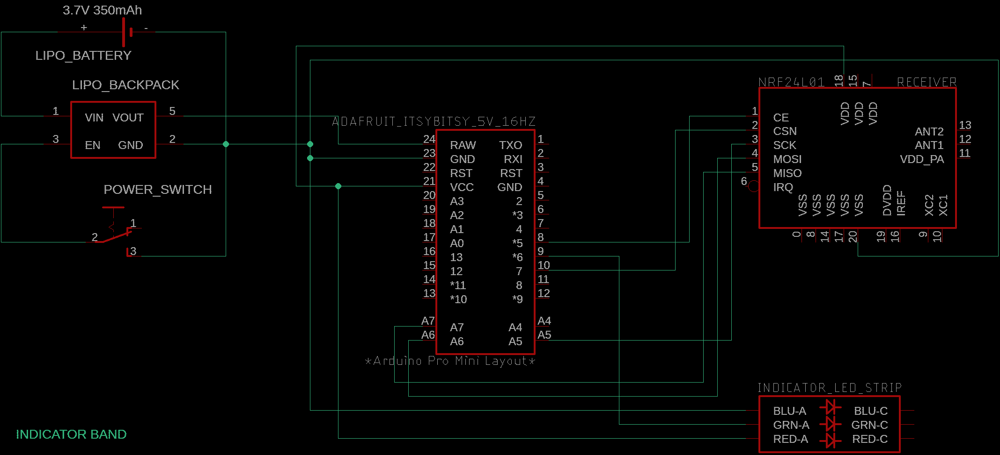 3.7V 350mAh
+ -
LIPO_BATTERY
LIPO_BACKPACK
1 VIN VOUT 5
3 EN GND 2
POWER_SWITCH
1
2
3
ADAFRUIT_ITSYBITSY_5V_16HZ
24 RAW TXO 1
23 GND RXI 2
22 RST RST 3
21 VCC GND 4
20 A3 2 5
19 A2 *3 6
18 A1 4 7
17 A0 *5 8
16 13 *6 9
15 12 7 10
14 *11 8 11
13 *10 *9 12
A7 A7 A4 A4
A6 A6 A5 A5
*Arduino Pro Mini Layout*
NRF24L01 RECEIVER
18 15 7
VDD VDD VDD
1 CE
2 CSN
3 SCK
4 MOSI
5 MISO
6 IRQ
ANT2 13
ANT1 12
VDD_PA 11
VSS VSS VSS VSS VSS DVDD IREF XC2 XC1
0 8 14 17 20 19 16 9 10
INDICATOR_LED_STRIP
BLU-A BLU-C
GRN-A GRN-C
RED-A RED-C
INDICATOR BAND